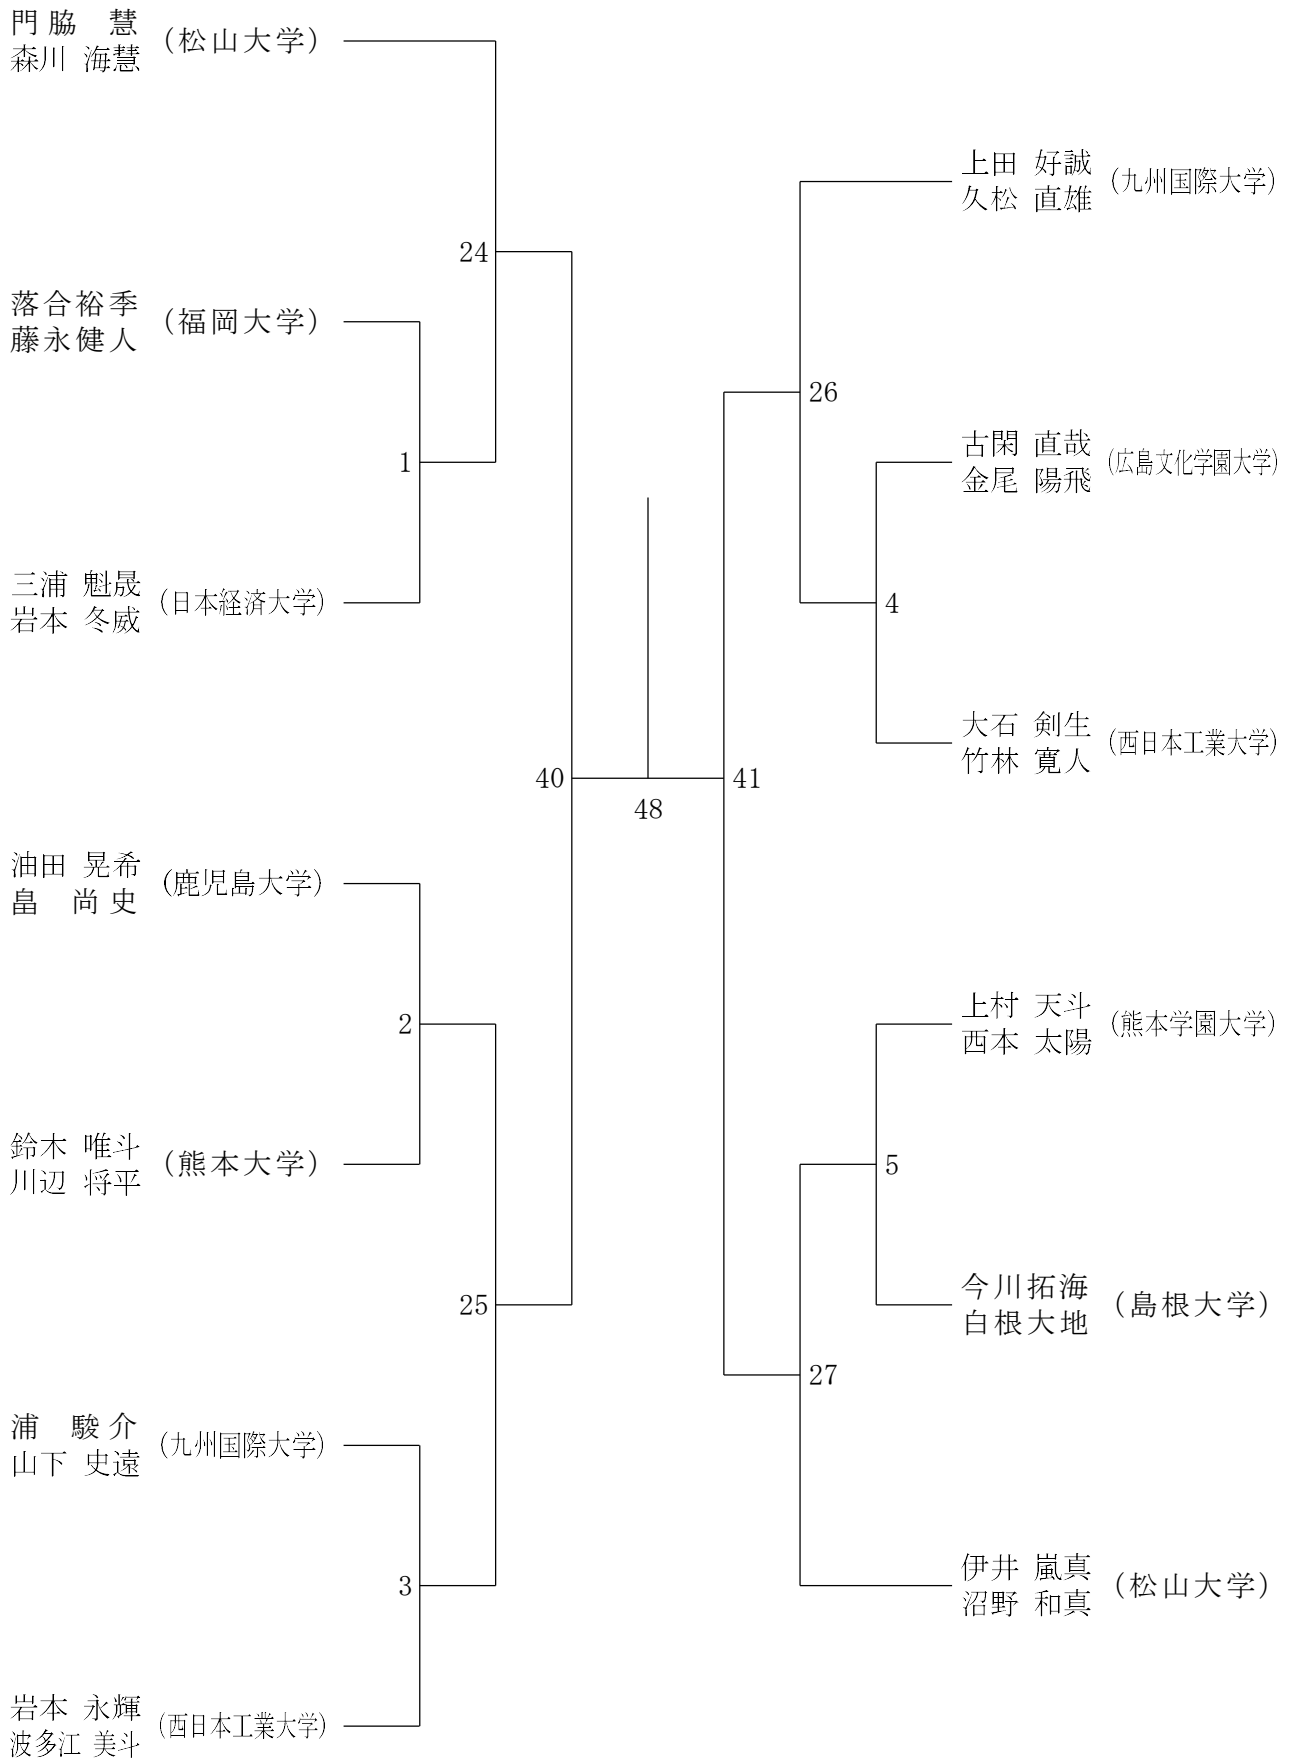 門脇 慧
森川 海慧
(松山大学)
24
落合裕季
藤永健人
(福岡大学)
1
三浦 魁晟
岩本 冬威
(日本経済大学)
40
48
油田 晃希
畠 尚史
(鹿児島大学)
2
鈴木 唯斗
川辺 将平
(熊本大学)
25
浦 駿介
山下 史遠
(九州国際大学)
3
岩本 永輝
波多江 美斗
(西日本工業大学)
上田 好誠
久松 直雄
(九州国際大学)
26
古閑 直哉
金尾 陽飛
(広島文化学園大学)
4
大石 剣生
竹林 寛人
(西日本工業大学)
41
上村 天斗
西本 太陽
(熊本学園大学)
5
今川拓海
白根大地
(島根大学)
27
伊井 嵐真
沼野 和真
(松山大学)